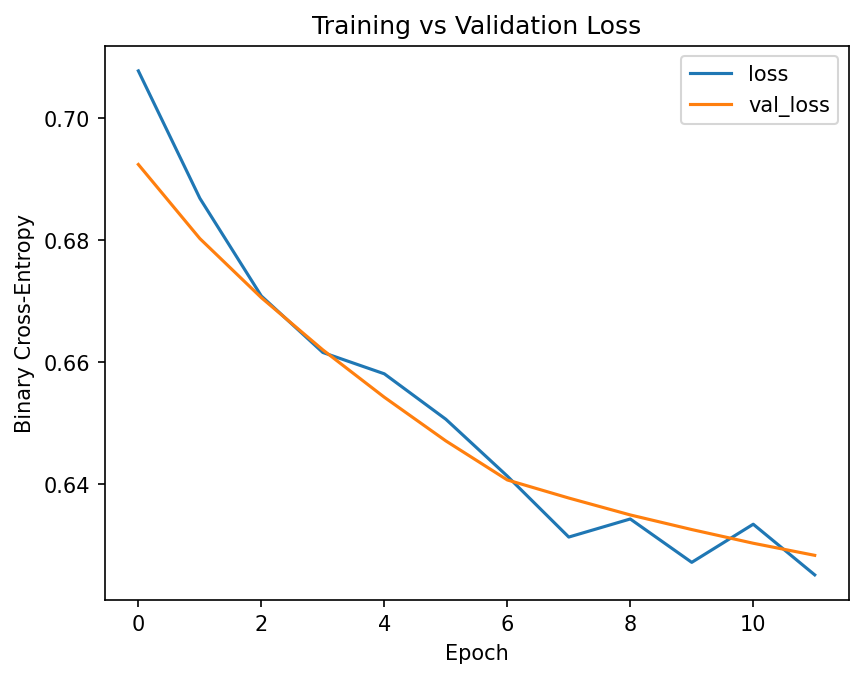 Training vs Validation Loss
loss
val_loss
0.70
0.68
0.66
0.64
Binary Cross-Entropy
0 2 4 6 8 10
Epoch